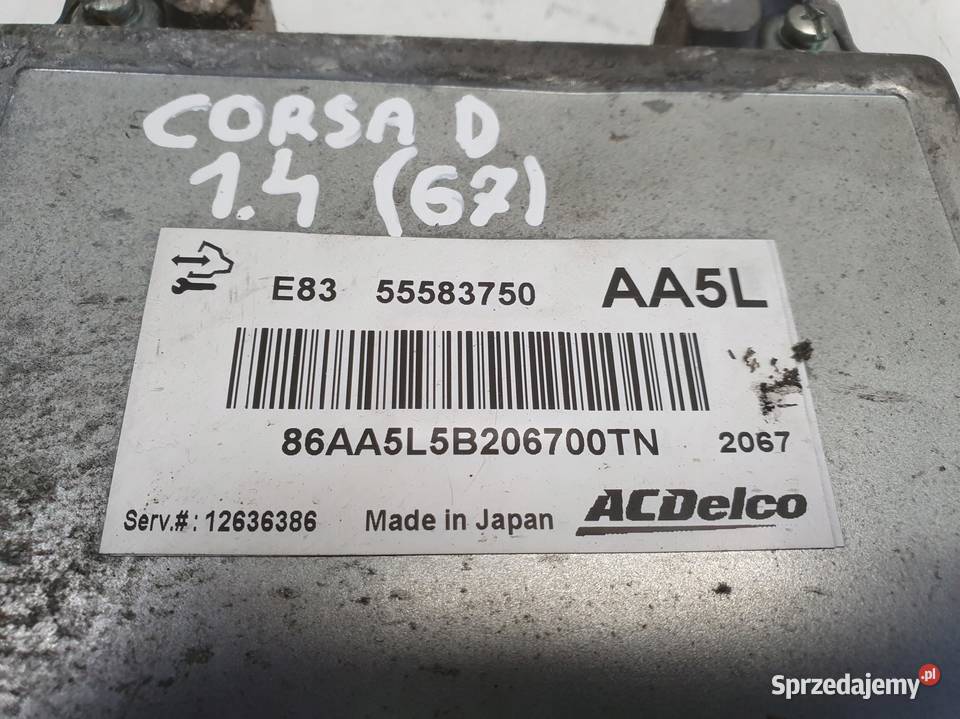 CORSA D
1.4 (67)
E83 55583750 AA5L
86AA5L5B206700TN 2067
Serv.#: 12636386 Made in Japan ACDelco
Sprzedajemy.pl